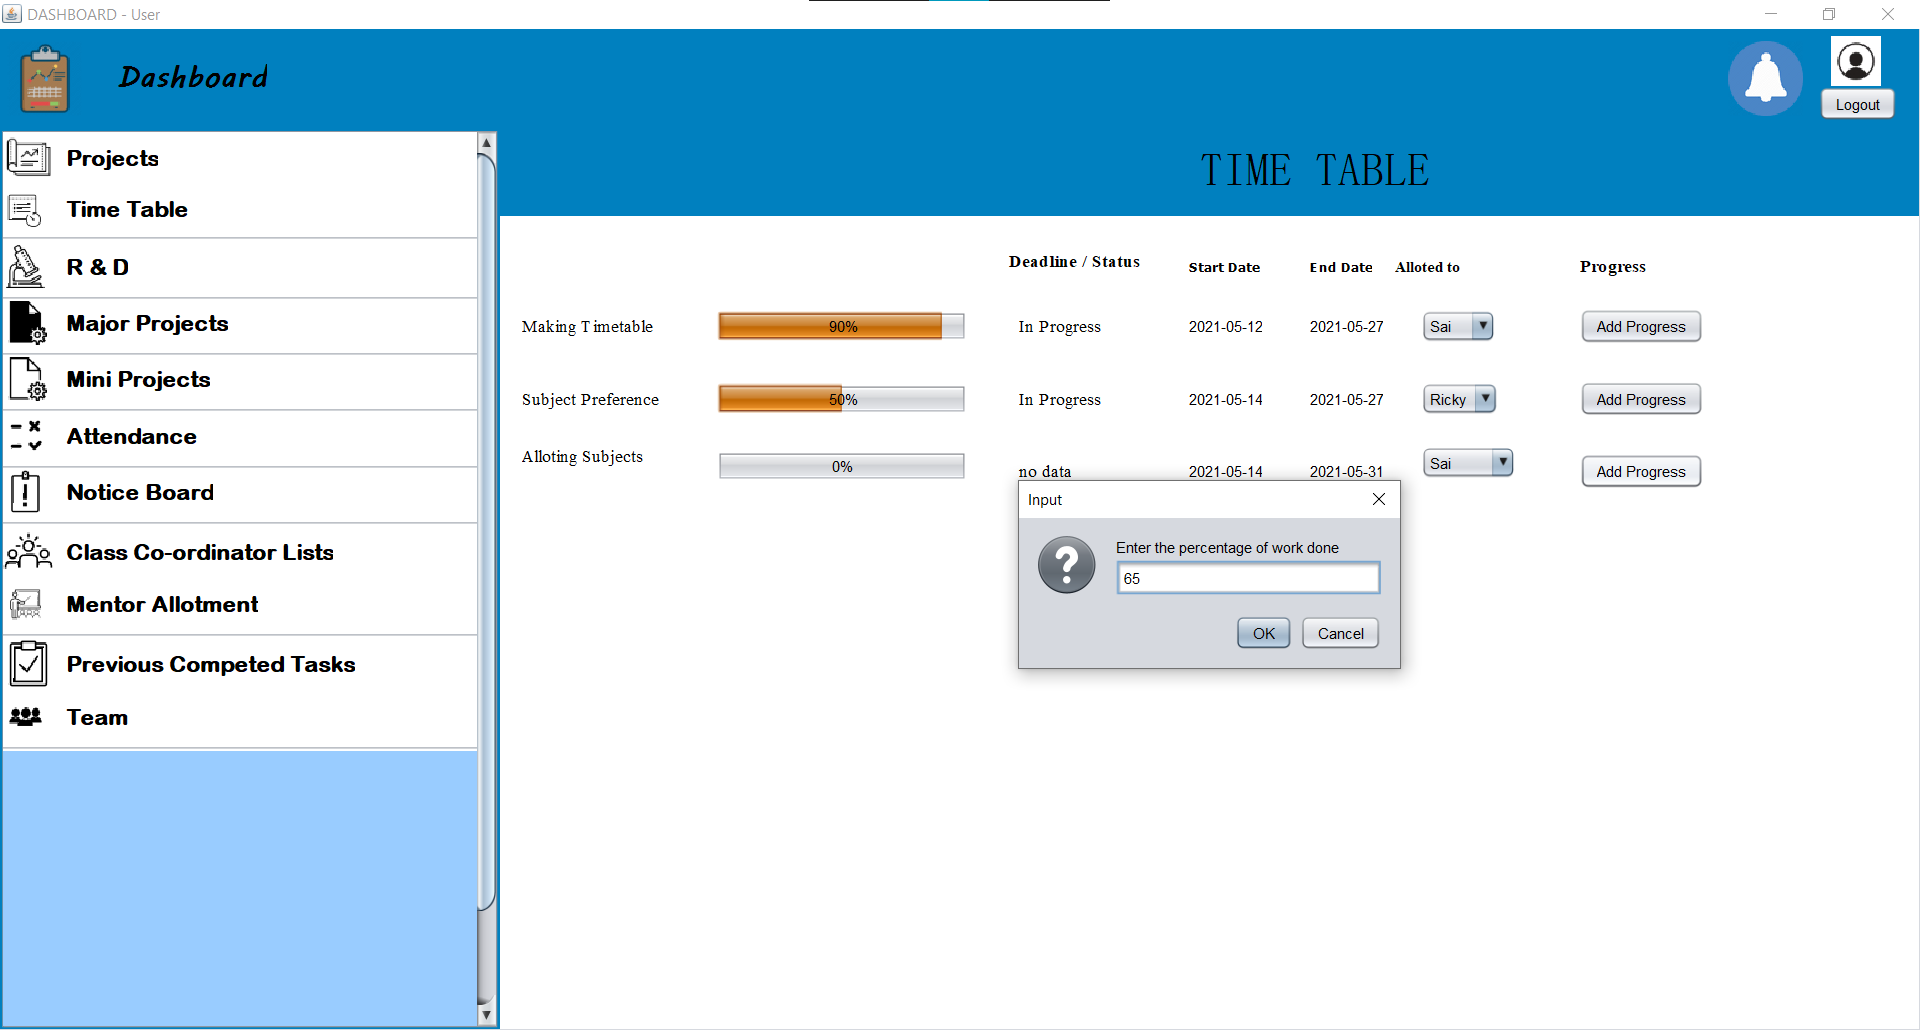 DASHBOARD - User
Dashboard
Logout
TIME TABLE
Projects
Time Table
R & D
Major Projects
Mini Projects
Attendance
Notice Board
Class Co-ordinator Lists
Mentor Allotment
Previous Competed Tasks
Team
Deadline / Status Start Date End Date Alloted to Progress
Making Timetable 90% In Progress 2021-05-12 2021-05-27 Sai Add Progress
Subject Preference 50% In Progress 2021-05-14 2021-05-27 Ricky Add Progress
Alloting Subjects 0% no data 2021-05-14 2021-05-31 Sai Add Progress
Input
Enter the percentage of work done
65
OK Cancel